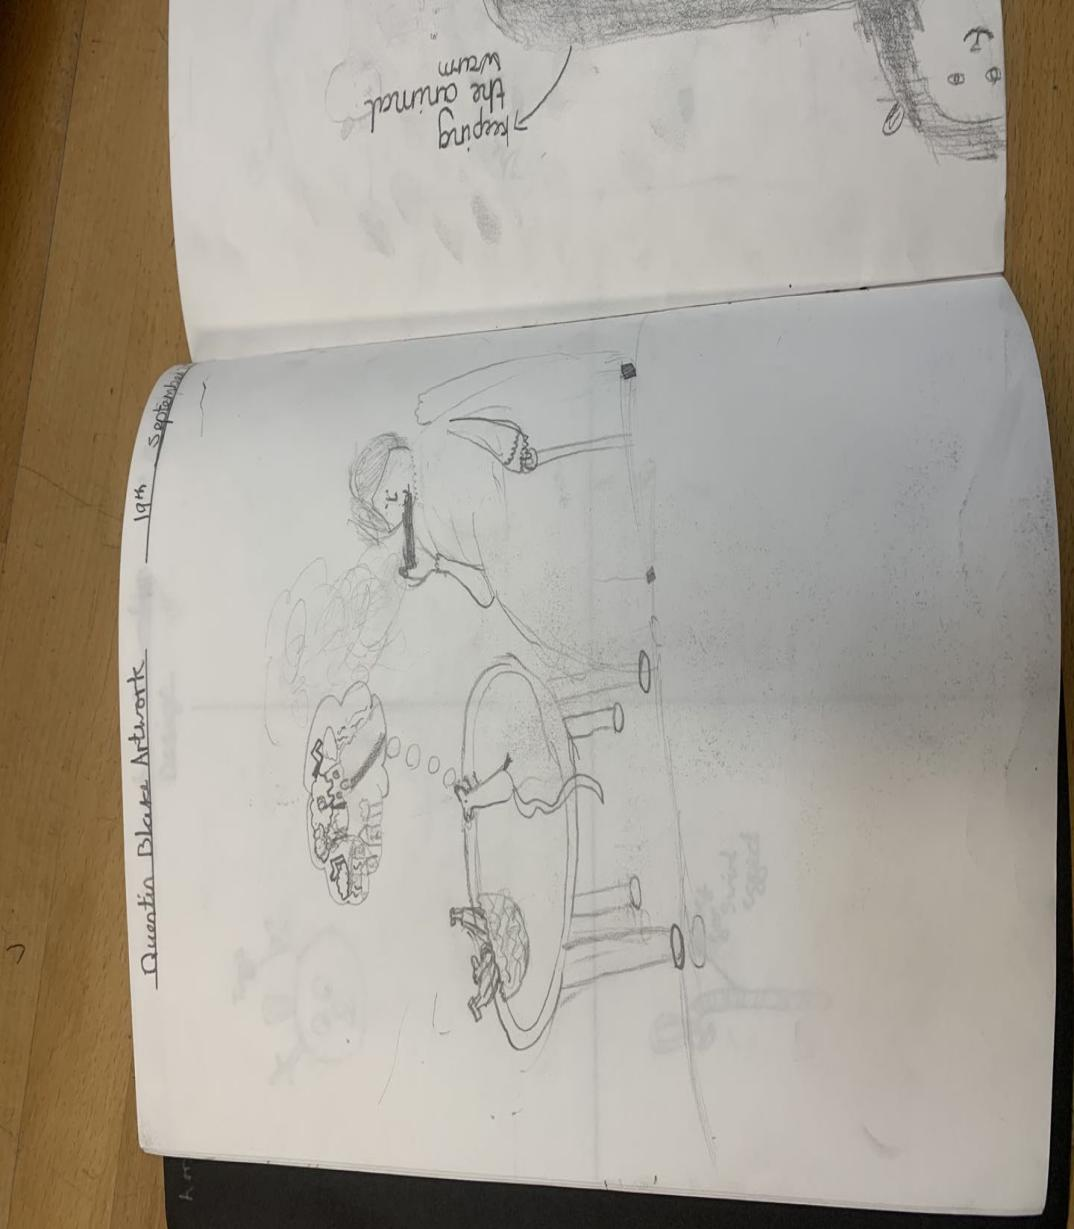 Quentin Blake Artwork
19th September
keeping
the animal
warm